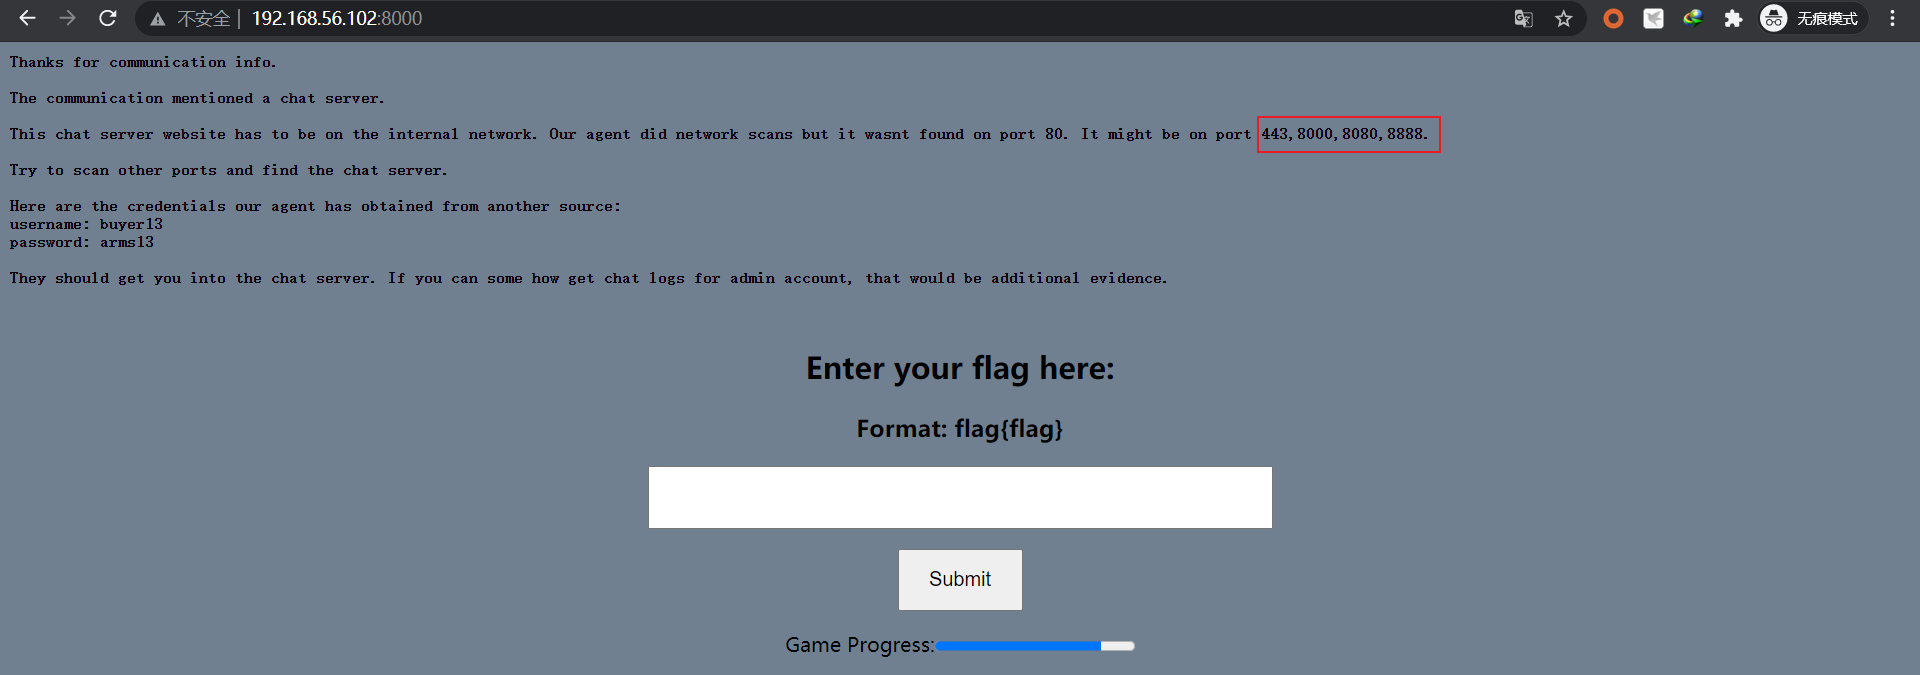 不安全 | 192.168.56.102:8000
无痕模式
Thanks for communication info.
The communication mentioned a chat server.
This chat server website has to be on the internal network. Our agent did network scans but it wasnt found on port 80. It might be on port 443,8000,8080,8888.
Try to scan other ports and find the chat server.
Here are the credentials our agent has obtained from another source:
username: buyer13
password: arms13
They should get you into the chat server. If you can some how get chat logs for admin account, that would be additional evidence.
Enter your flag here:
Format: flag{flag}
Submit
Game Progress: